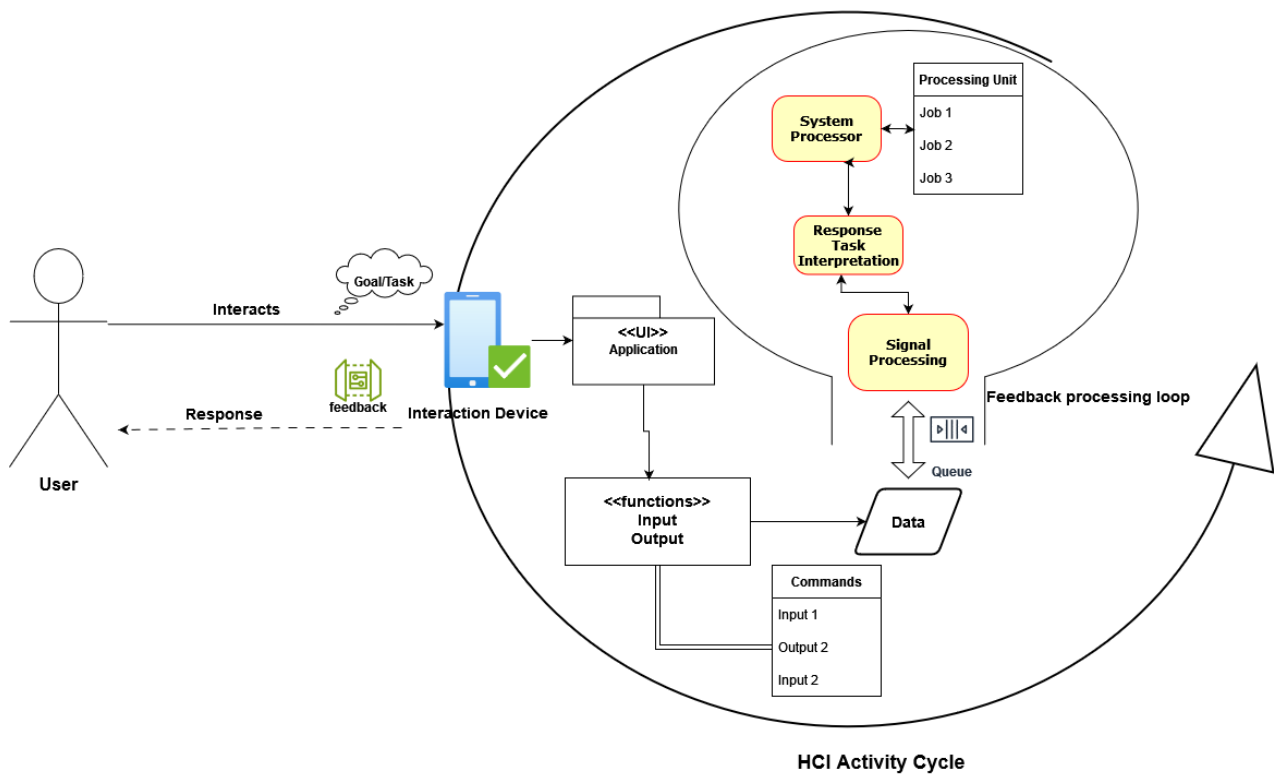 Processing Unit
Job 1
Job 2
Job 3
System
Processor
Response
Task
Interpretation
Signal
Processing
Feedback processing loop
Goal/Task
Interacts
<<UI>>
Application
feedback
Response
Interaction Device
User
Queue
<<functions>>
Input
Output
Data
Commands
Input 1
Output 2
Input 2
HCI Activity Cycle